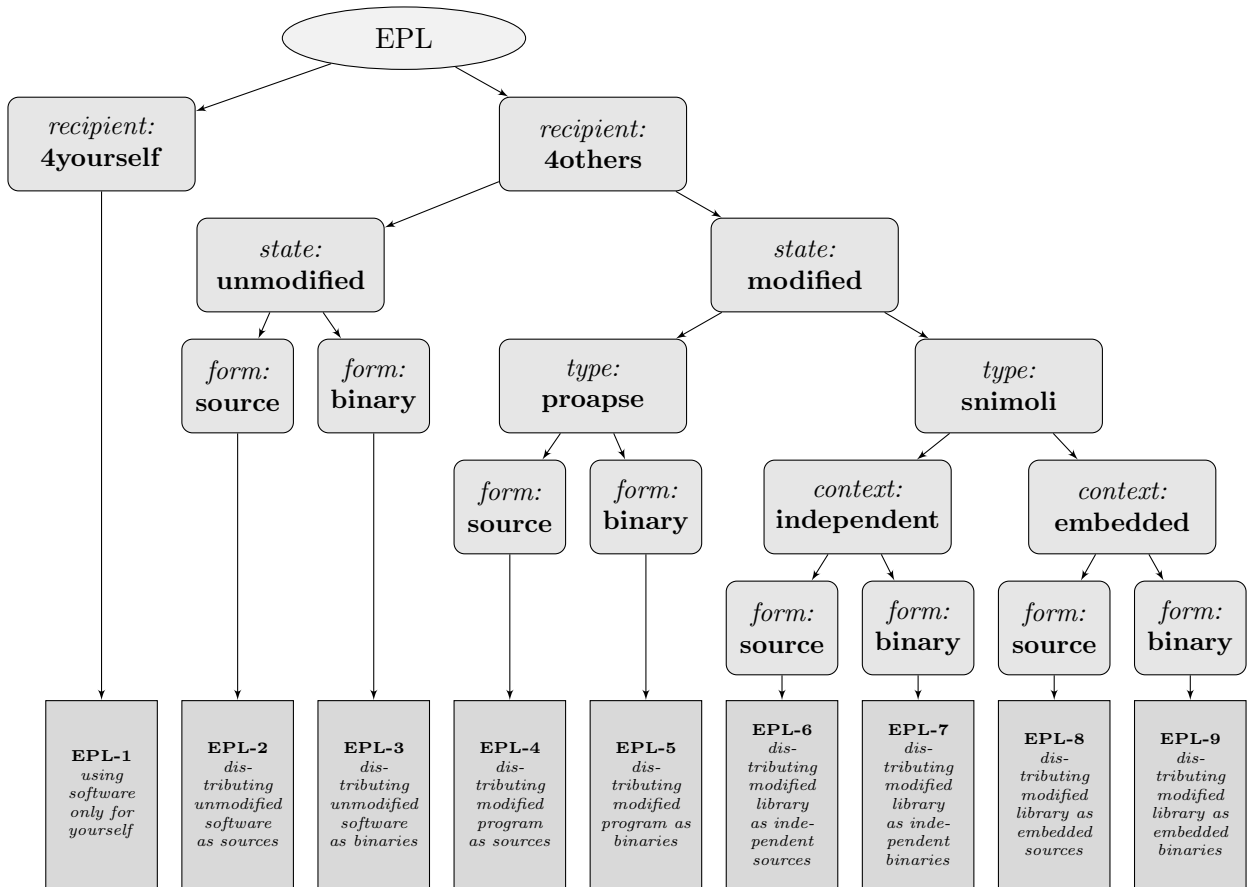 EPL
recipient:
4yourself
recipient:
4others
state:
unmodified
state:
modified
form:
source
form:
binary
type:
proapse
type:
snimoli
form:
source
form:
binary
context:
independent
context:
embedded
form:
source
form:
binary
form:
source
form:
binary
EPL-1
using
software
only for
yourself
EPL-2
dis-
tributing
unmodified
software
as sources
EPL-3
dis-
tributing
unmodified
software
as binaries
EPL-4
dis-
tributing
modified
program
as sources
EPL-5
dis-
tributing
modified
program as
binaries
EPL-6
dis-
tributing
modified
library
as inde-
pendent
sources
EPL-7
dis-
tributing
modified
library
as inde-
pendent
binaries
EPL-8
dis-
tributing
modified
library as
embedded
sources
EPL-9
dis-
tributing
modified
library as
embedded
binaries